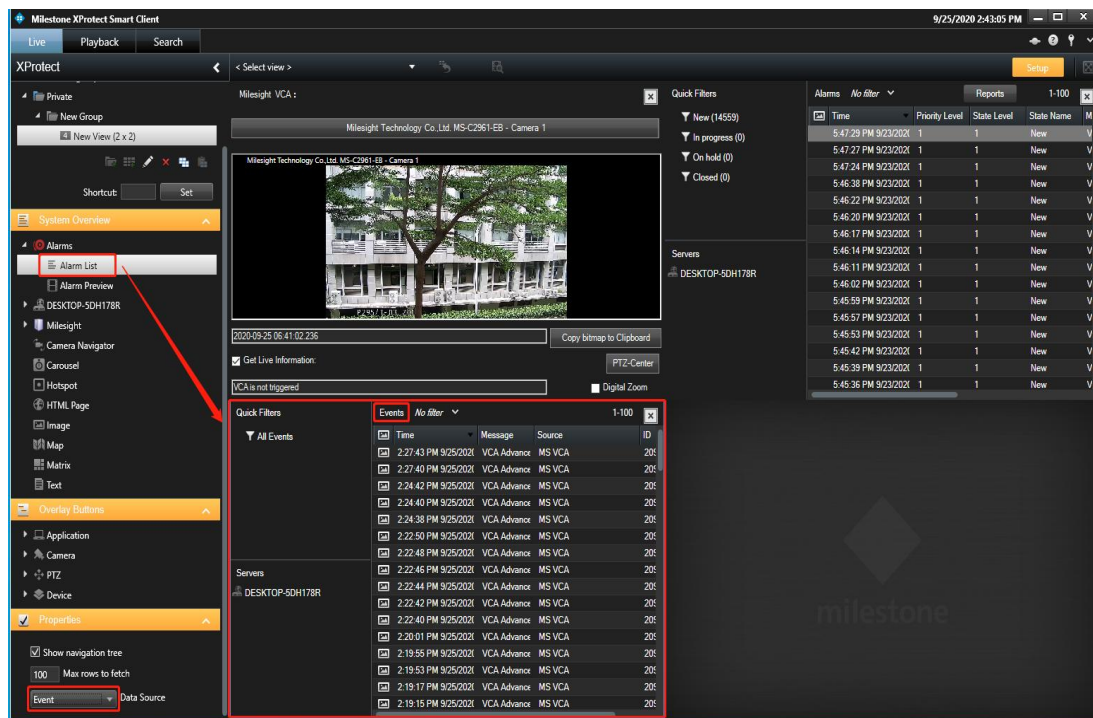 Milestone XProtect Smart Client
9/25/2020 2:43:05 PM
Live
Playback
Search
XProtect
Private
New Group
4 New View (2 x 2)
Shortcut:
Set
System Overview
Alarms
Alarm List
Alarm Preview
DESKTOP-5DH178R
Milesight
Camera Navigator
Carousel
Hotspot
HTML Page
Image
Map
Matrix
Text
Overlay Buttons
Application
Camera
PTZ
Device
Properties
Show navigation tree
100 Max rows to fetch
Event Data Source
< Select view >
Setup
Milesight VCA :
Milesight Technology Co.,Ltd. MS-C2961-EB - Camera 1
Milesight Technology Co.,Ltd. MS-C2961-EB - Camera 1
2020-09-25 06:41:02.236
Copy bitmap to Clipboard
Get Live Information:
PTZ-Center
VCA is not triggered
Digital Zoom
Quick Filters
New (14559)
In progress (0)
On hold (0)
Closed (0)
Servers
DESKTOP-5DH178R
Alarms No filter Reports 1-100
Time Priority Level State Level State Name M
5:47:29 PM 9/23/202( 1 1 New V
5:47:27 PM 9/23/202( 1 1 New V
5:47:24 PM 9/23/202( 1 1 New V
5:46:38 PM 9/23/202( 1 1 New V
5:46:22 PM 9/23/202( 1 1 New V
5:46:20 PM 9/23/202( 1 1 New V
5:46:17 PM 9/23/202( 1 1 New V
5:46:14 PM 9/23/202( 1 1 New V
5:46:11 PM 9/23/202( 1 1 New V
5:46:02 PM 9/23/202( 1 1 New V
5:45:59 PM 9/23/202( 1 1 New V
5:45:57 PM 9/23/202( 1 1 New V
5:45:53 PM 9/23/202( 1 1 New V
5:45:42 PM 9/23/202( 1 1 New V
5:45:39 PM 9/23/202( 1 1 New V
5:45:36 PM 9/23/202( 1 1 New V
Quick Filters
All Events
Servers
DESKTOP-5DH178R
Events No filter 1-100
Time Message Source ID
2:27:43 PM 9/25/202( VCA Advance MS VCA 205
2:27:40 PM 9/25/202( VCA Advance MS VCA 205
2:24:42 PM 9/25/202( VCA Advance MS VCA 205
2:24:40 PM 9/25/202( VCA Advance MS VCA 205
2:24:38 PM 9/25/202( VCA Advance MS VCA 205
2:22:50 PM 9/25/202( VCA Advance MS VCA 205
2:22:48 PM 9/25/202( VCA Advance MS VCA 205
2:22:46 PM 9/25/202( VCA Advance MS VCA 205
2:22:44 PM 9/25/202( VCA Advance MS VCA 205
2:22:42 PM 9/25/202( VCA Advance MS VCA 205
2:22:40 PM 9/25/202( VCA Advance MS VCA 205
2:20:01 PM 9/25/202( VCA Advance MS VCA 205
2:19:55 PM 9/25/202( VCA Advance MS VCA 205
2:19:53 PM 9/25/202( VCA Advance MS VCA 205
2:19:17 PM 9/25/202( VCA Advance MS VCA 205
2:19:15 PM 9/25/202( VCA Advance MS VCA 205
milestone